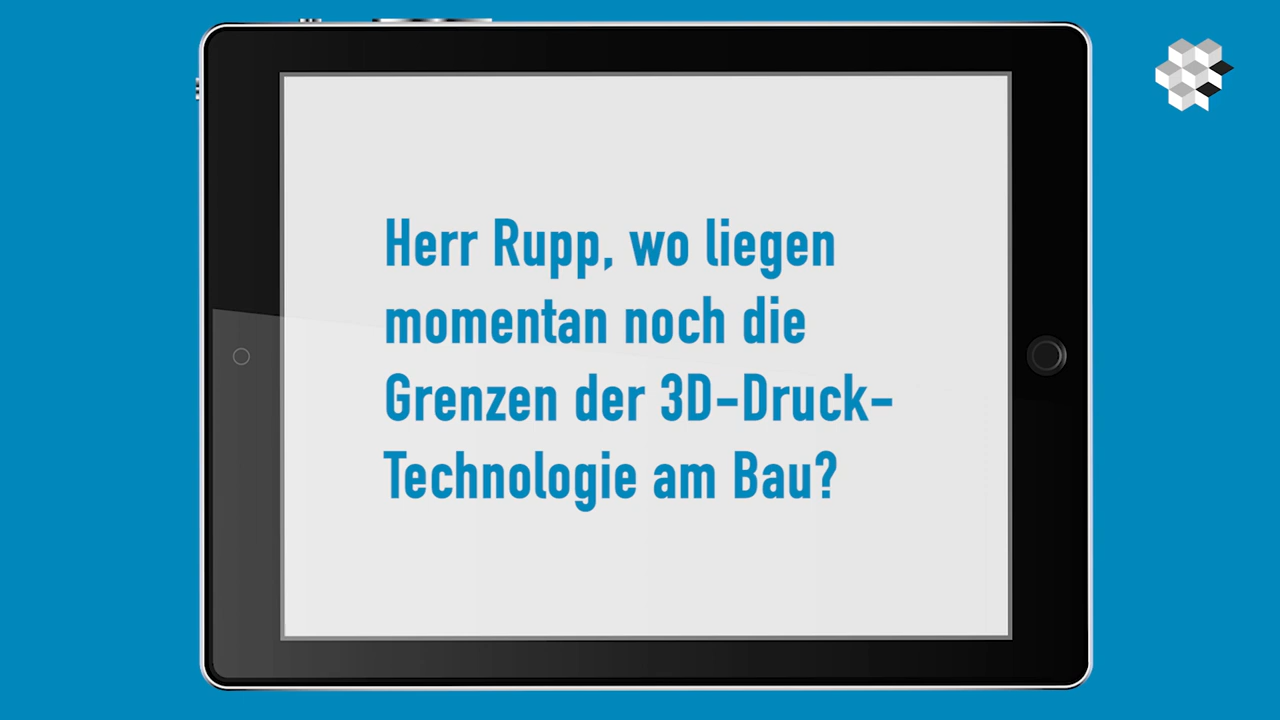 Herr Rupp, wo liegen
momentan noch die
Grenzen der 3D-Druck-
Technologie am Bau?